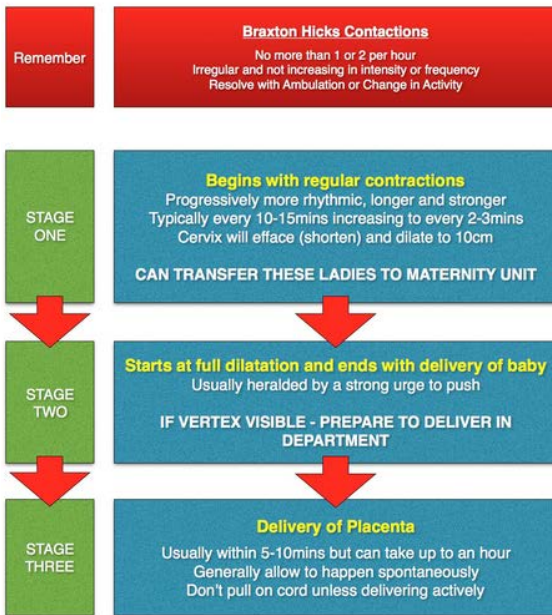 Remember
Braxton Hicks Contactions
No more than 1 or 2 per hour
Irregular and not increasing in intensity or frequency
Resolve with Ambulation or Change in Activity
STAGE
ONE
Begins with regular contractions
Progressively more rhythmic, longer and stronger
Typically every 10-15mins increasing to every 2-3mins
Cervix will efface (shorten) and dilate to 10cm
CAN TRANSFER THESE LADIES TO MATERNITY UNIT
STAGE
TWO
Starts at full dilatation and ends with delivery of baby
Usually heralded by a strong urge to push
IF VERTEX VISIBLE - PREPARE TO DELIVER IN
DEPARTMENT
STAGE
THREE
Delivery of Placenta
Usually within 5-10mins but can take up to an hour
Generally allow to happen spontaneously
Don't pull on cord unless delivering actively